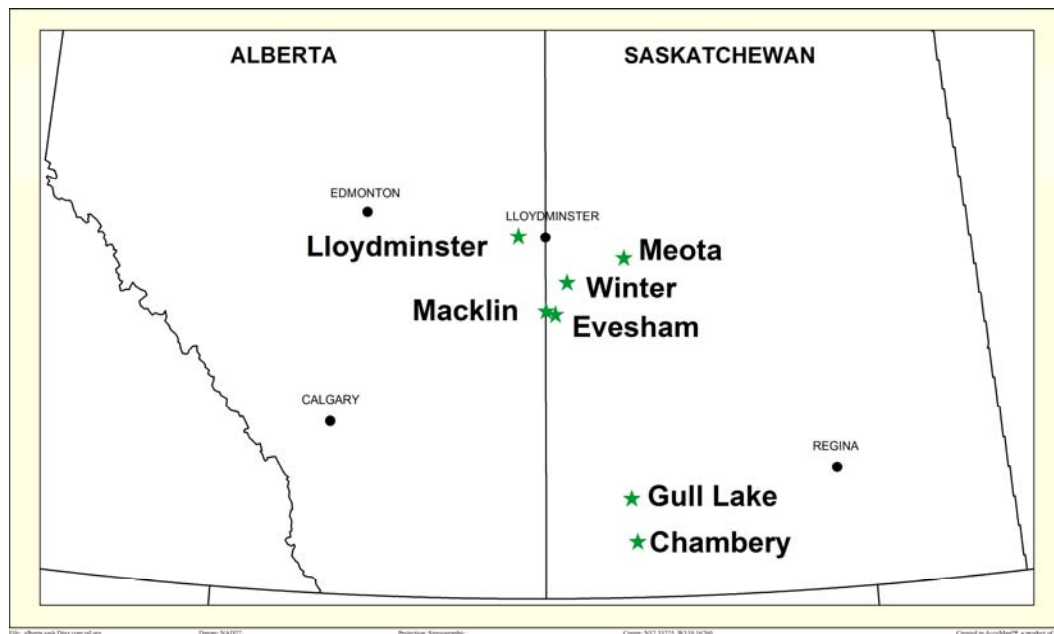 ALBERTA
SASKATCHEWAN
EDMONTON
LLOYDMINSTER
Lloydminster
Meota
Winter
Macklin
Evesham
CALGARY
REGINA
Gull Lake
Chambery